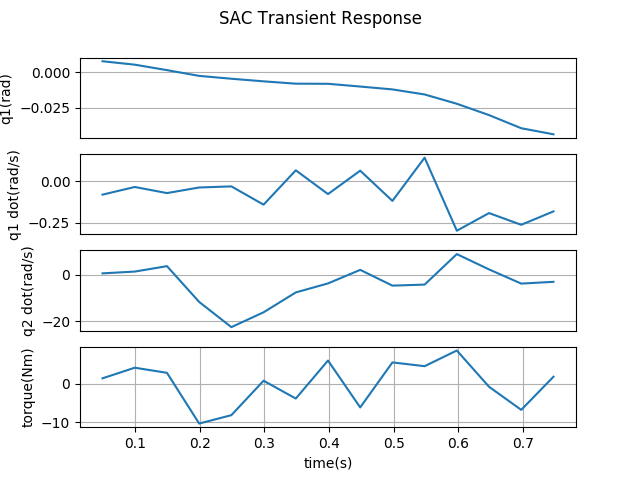 SAC Transient Response
0.000
−0.025
q1(rad)
0.00
−0.25
q1 dot(rad/s)
0
−20
q2 dot(rad/s)
0
−10
torque(Nm)
0.1 0.2 0.3 0.4 0.5 0.6 0.7
time(s)